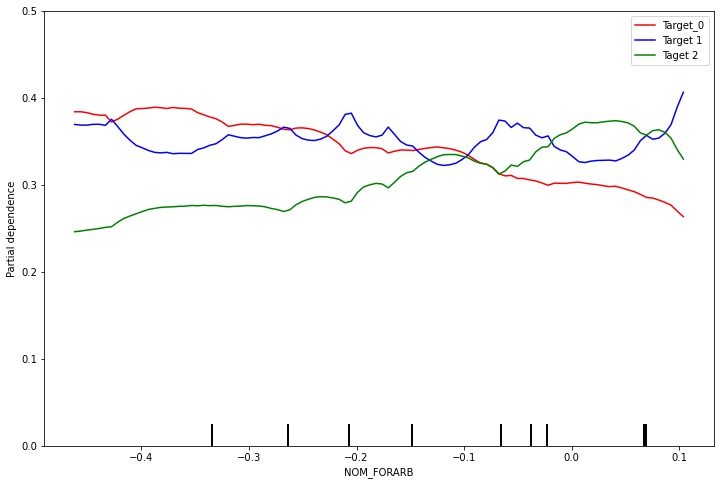 0.5
0.4
0.3
0.2
0.1
0.0
Partial dependence
Target_0
Target 1
Taget 2
−0.4 −0.3 −0.2 −0.1 0.0 0.1
NOM_FORARB